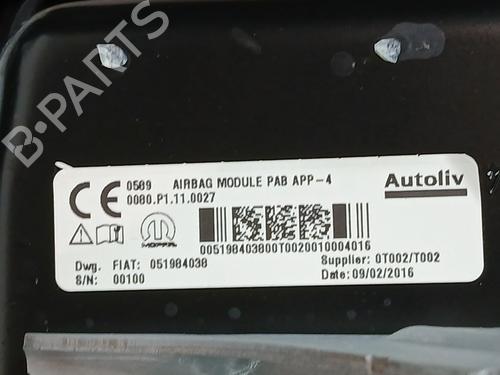 B-PARTS
0589 AIRBAG MODULE PAB APP-4
0080.P1.11.0027
Autoliv
MOPAR
005198403800T0020010004016
Dwg. FIAT: 051984038
Supplier: 0T002/T002
S/N: 00100
Date: 09/02/2016